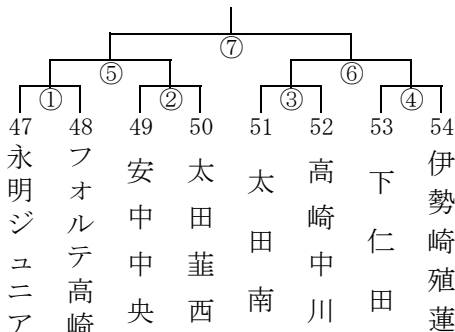 ⑦
⑤ ⑥
① ② ③ ④
47 48 49 50 51 52 53 54
永明ジュニア
フォルテ高崎
安中中央
太田韮西
太田南
高崎中川
下仁田
伊勢崎殖蓮